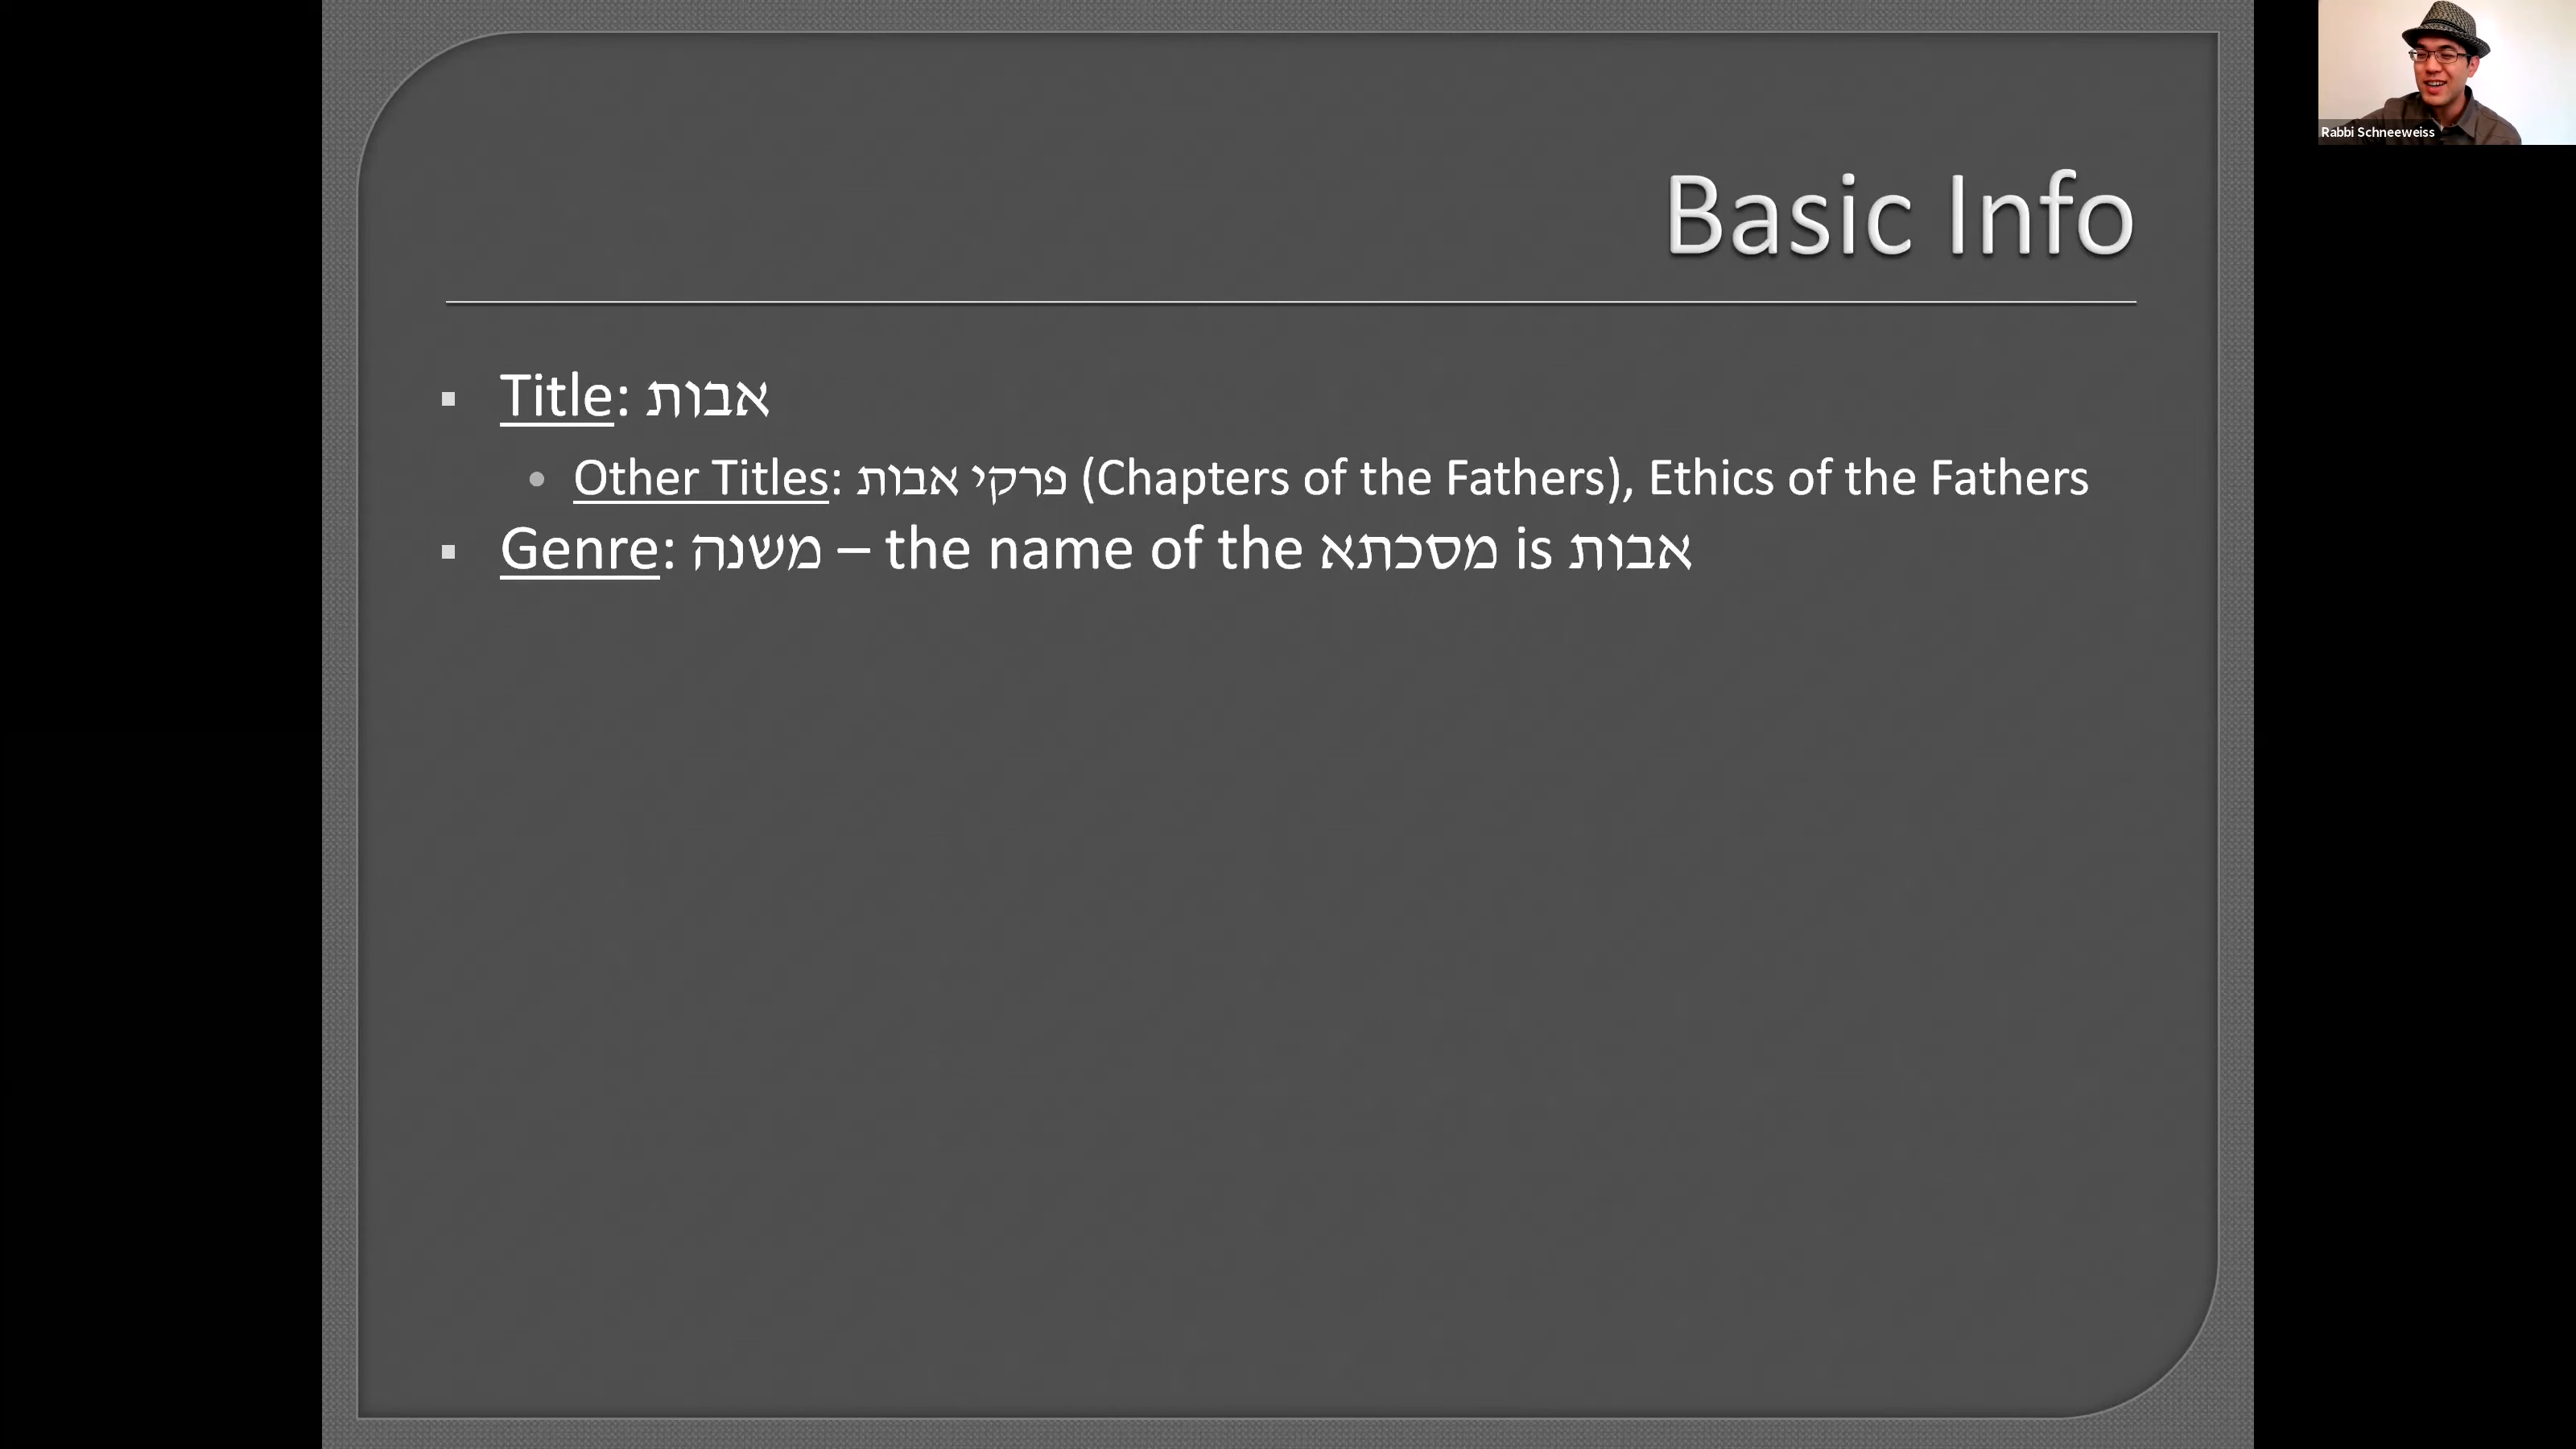 Basic Info
Title: אבות
Other Titles: פרקי אבות (Chapters of the Fathers), Ethics of the Fathers
Genre: משנה – the name of the מסכתא is אבות
Rabbi Schneeweiss